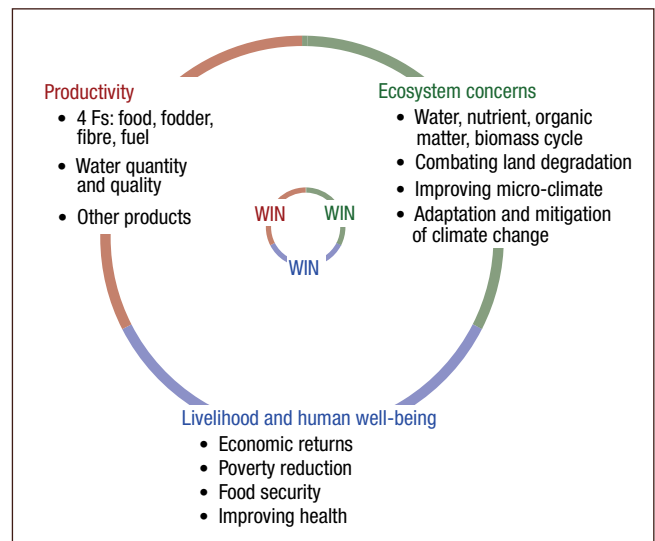 Productivity
• 4 Fs: food, fodder,
fibre, fuel
• Water quantity
and quality
• Other products
Ecosystem concerns
• Water, nutrient, organic
matter, biomass cycle
• Combating land degradation
• Improving micro-climate
• Adaptation and mitigation
of climate change
WIN
WIN
WIN
Livelihood and human well-being
• Economic returns
• Poverty reduction
• Food security
• Improving health